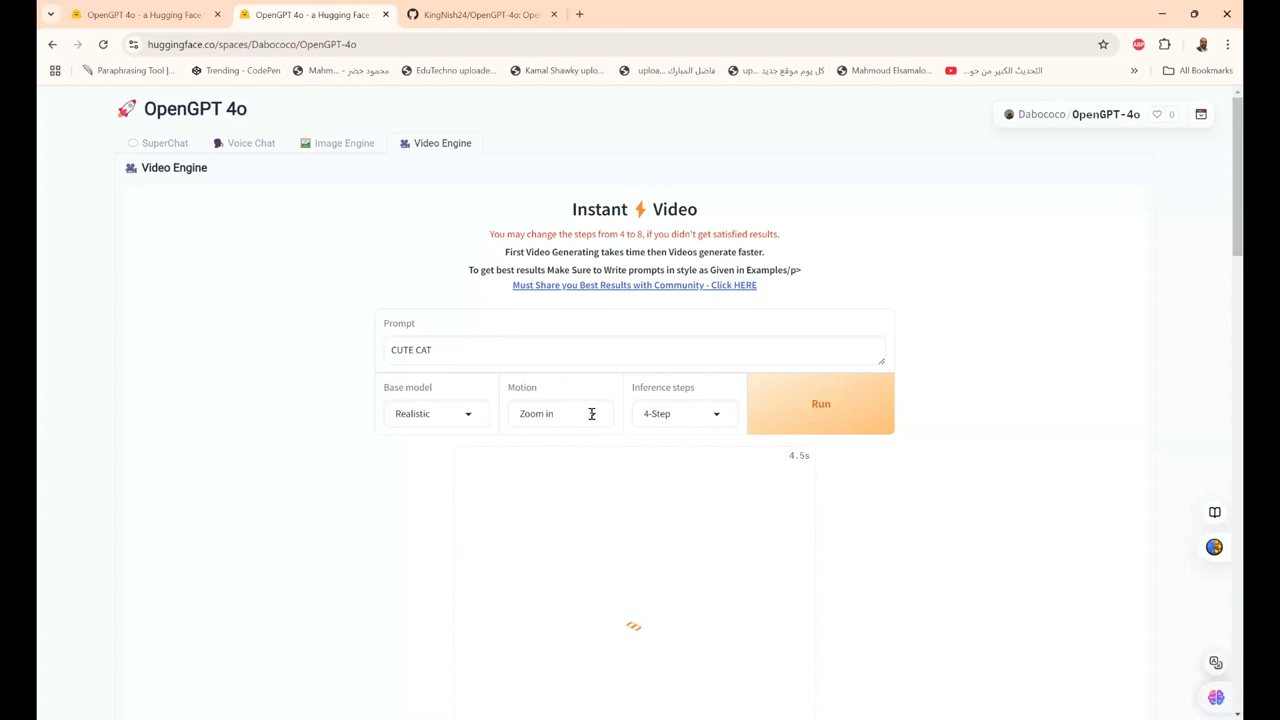 OpenGPT 4o - a Hugging Face
OpenGPT 4o - a Hugging Face
KingNish24/OpenGPT-4o: Ope
huggingface.co/spaces/Dabococo/OpenGPT-4o
ABP
Paraphrasing Tool |...
Trending - CodePen
Mahm... - محمود خضر
EduTechno uploade...
Kamal Shawky uplo...
uploa... فاضل المبارك
up... كل يوم موقع جديد
Mahmoud Elsamalo...
التحديث الكبير من جو...
All Bookmarks
OpenGPT 4o
Dabococo/OpenGPT-4o
0
SuperChat
Voice Chat
Image Engine
Video Engine
Video Engine
Instant Video
You may change the steps from 4 to 8, if you didn't get satisfied results.
First Video Generating takes time then Videos generate faster.
To get best results Make Sure to Write prompts in style as Given in Examples/p>
Must Share you Best Results with Community - Click HERE
Prompt
CUTE CAT
Base model
Motion
Inference steps
Realistic
Zoom in
4-Step
Run
4.5s